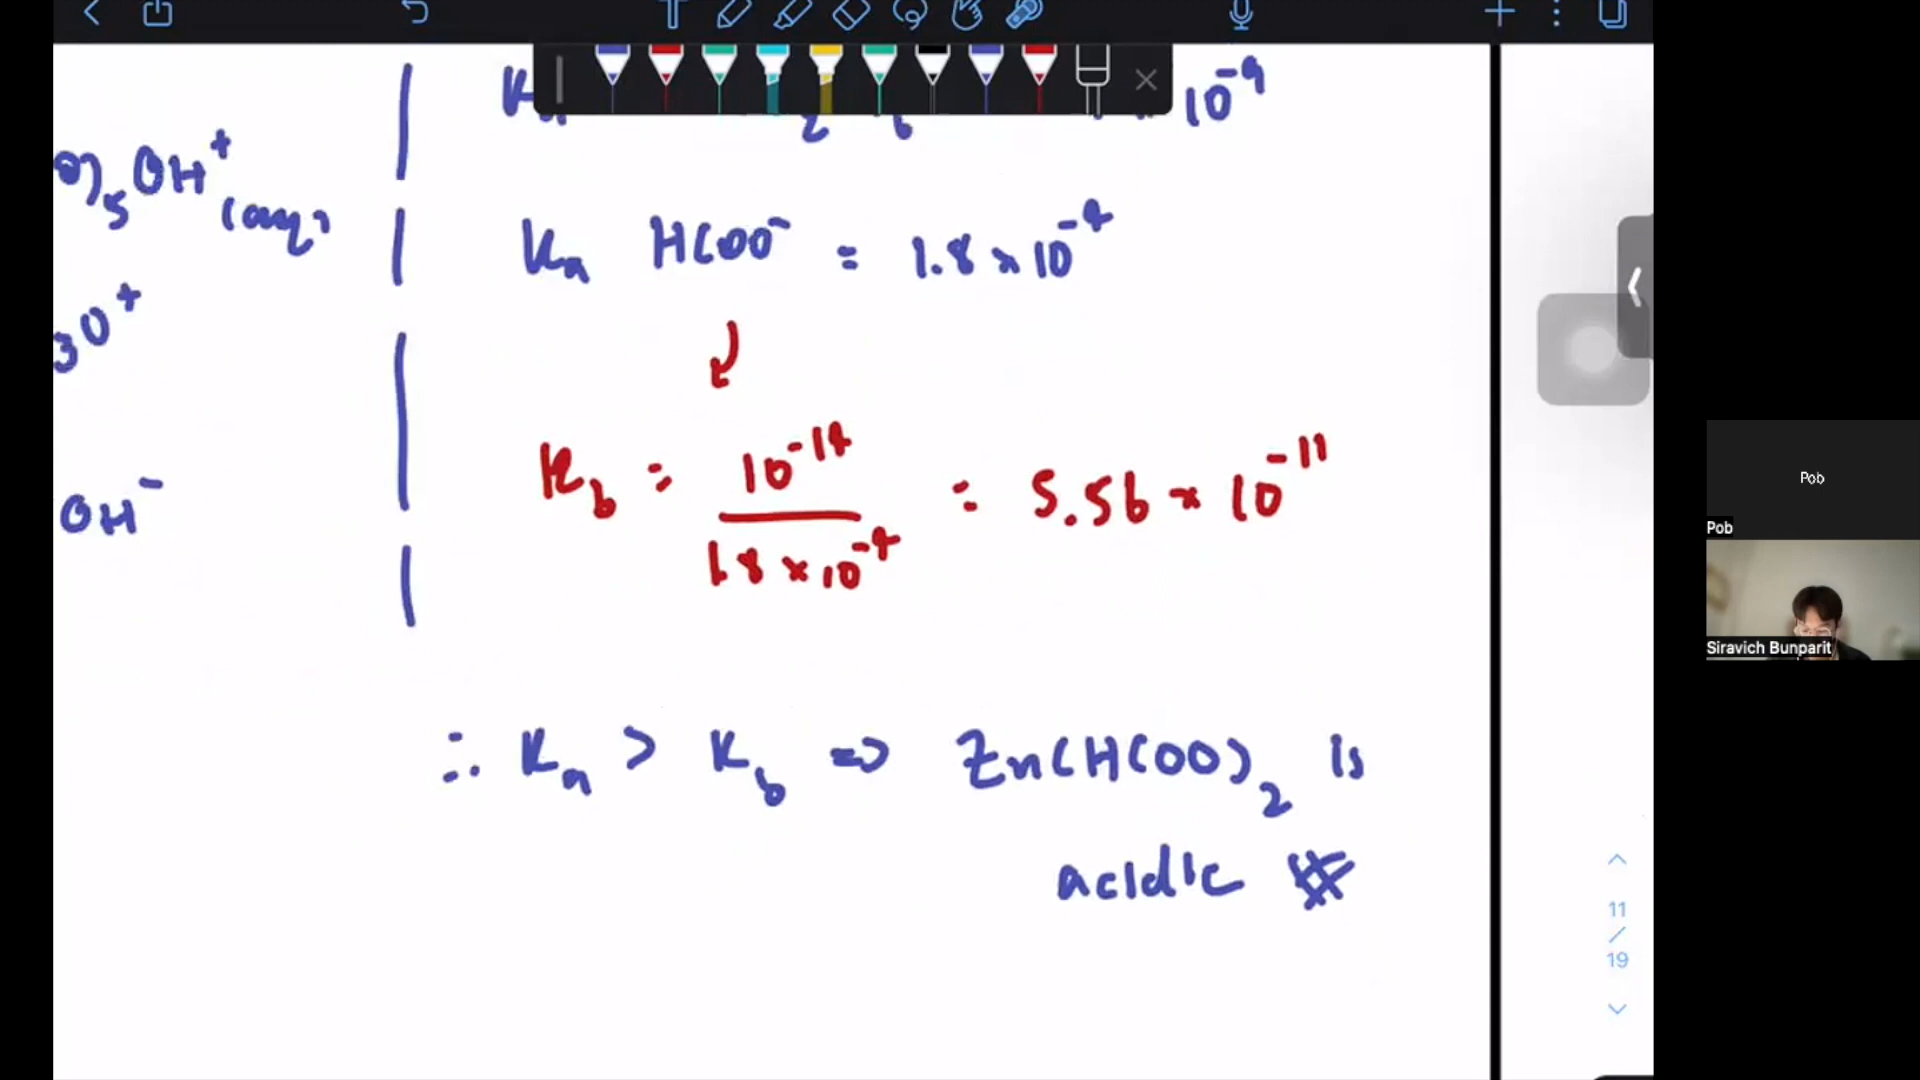 10⁻⁹
5OH⁺(aq)
Ka HCOO⁻ = 1.8 × 10⁻⁴
3O⁺
Kb = 10⁻¹⁴ / 1.8 × 10⁻⁴ = 5.56 × 10⁻¹¹
OH⁻
∴ Ka > Kb ⇒ Zn(HCOO)₂ is
acidic #
Pob
Pob
Siravich Bunparit
11
/
19